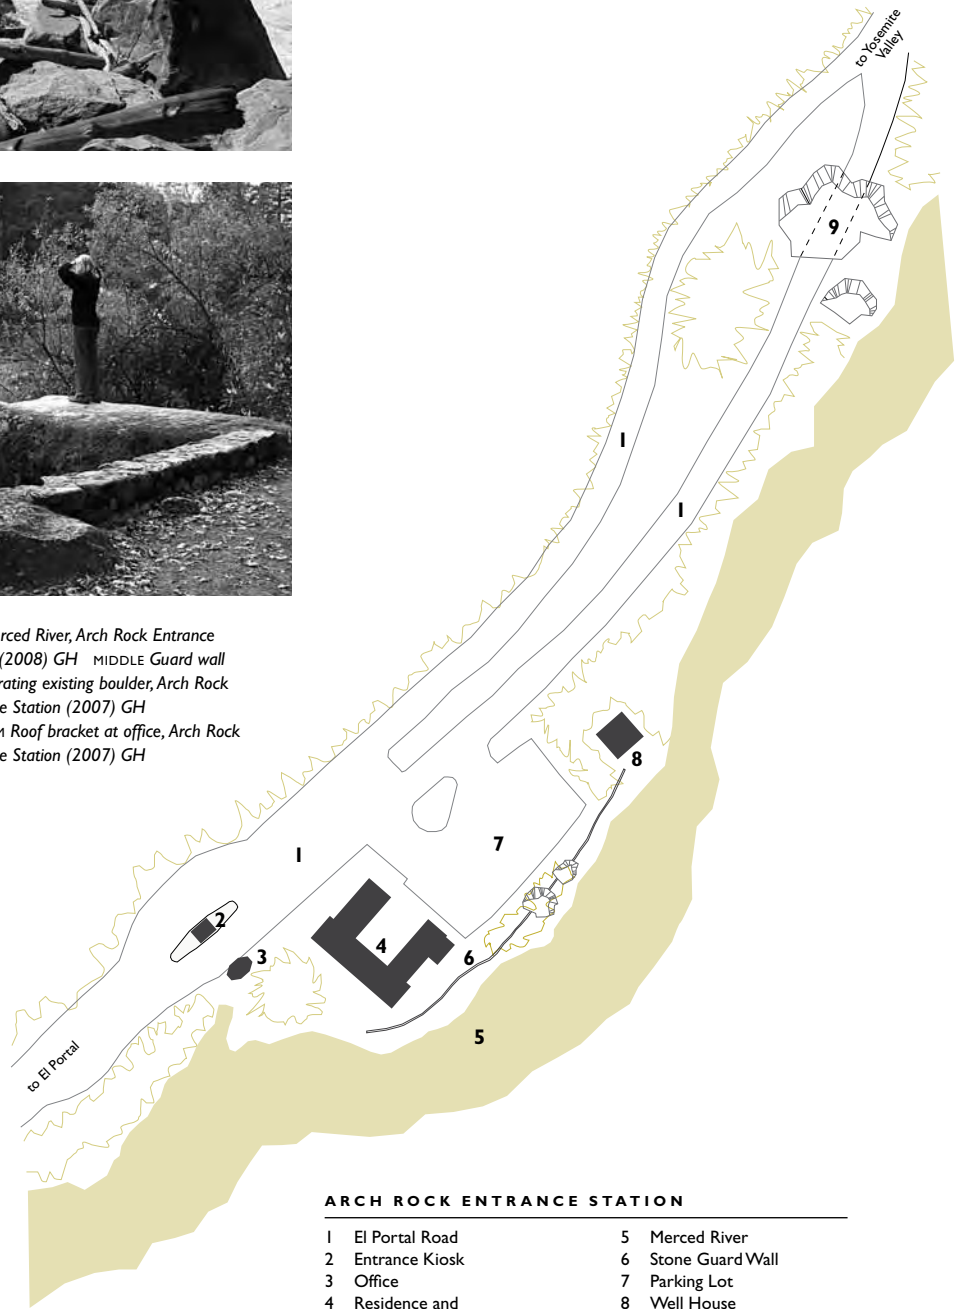 to Yosemite
Valley
9
1
1
rced River, Arch Rock Entrance
(2008) GH MIDDLE Guard wall
rating existing boulder, Arch Rock
e Station (2007) GH
Roof bracket at office, Arch Rock
e Station (2007) GH
8
7
1
2
3
4
6
5
to El Portal
ARCH ROCK ENTRANCE STATION
1 El Portal Road
2 Entrance Kiosk
3 Office
4 Residence and
5 Merced River
6 Stone Guard Wall
7 Parking Lot
8 Well House